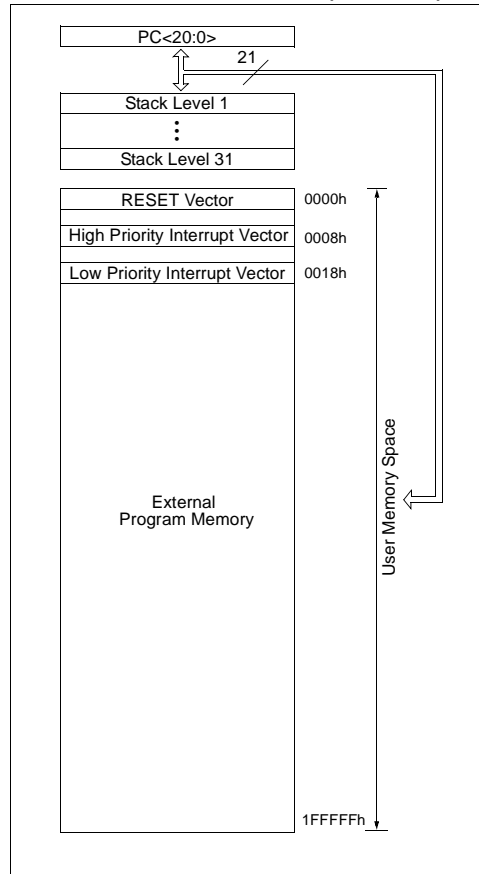 PC<20:0>
21
Stack Level 1
Stack Level 31
RESET Vector
0000h
High Priority Interrupt Vector
0008h
Low Priority Interrupt Vector
0018h
External
Program Memory
User Memory Space
1FFFFFh